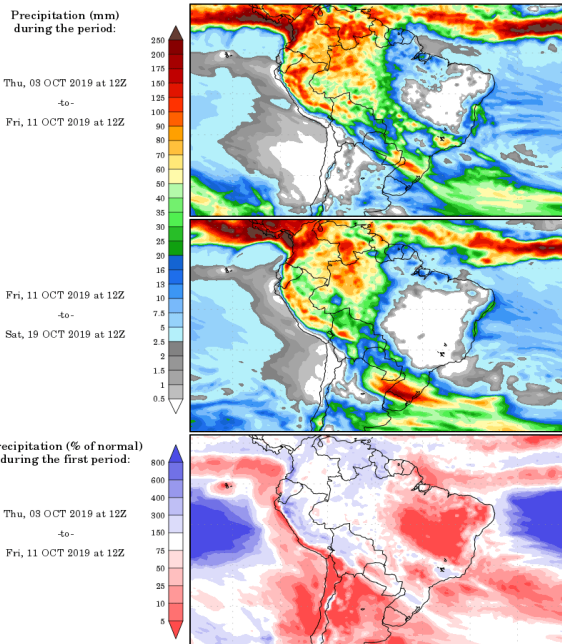 Precipitation (mm)
during the period:
Thu, 03 OCT 2019 at 12Z
-to-
Fri, 11 OCT 2019 at 12Z
250
200
175
150
125
100
90
80
70
60
50
40
35
30
25
20
16
13
10
7.5
5
2.5
2
1.5
1
0.5
Fri, 11 OCT 2019 at 12Z
-to-
Sat, 19 OCT 2019 at 12Z
recipitation (% of normal)
during the first period:
Thu, 03 OCT 2019 at 12Z
-to-
Fri, 11 OCT 2019 at 12Z
800
600
400
300
150
75
50
25
10
5